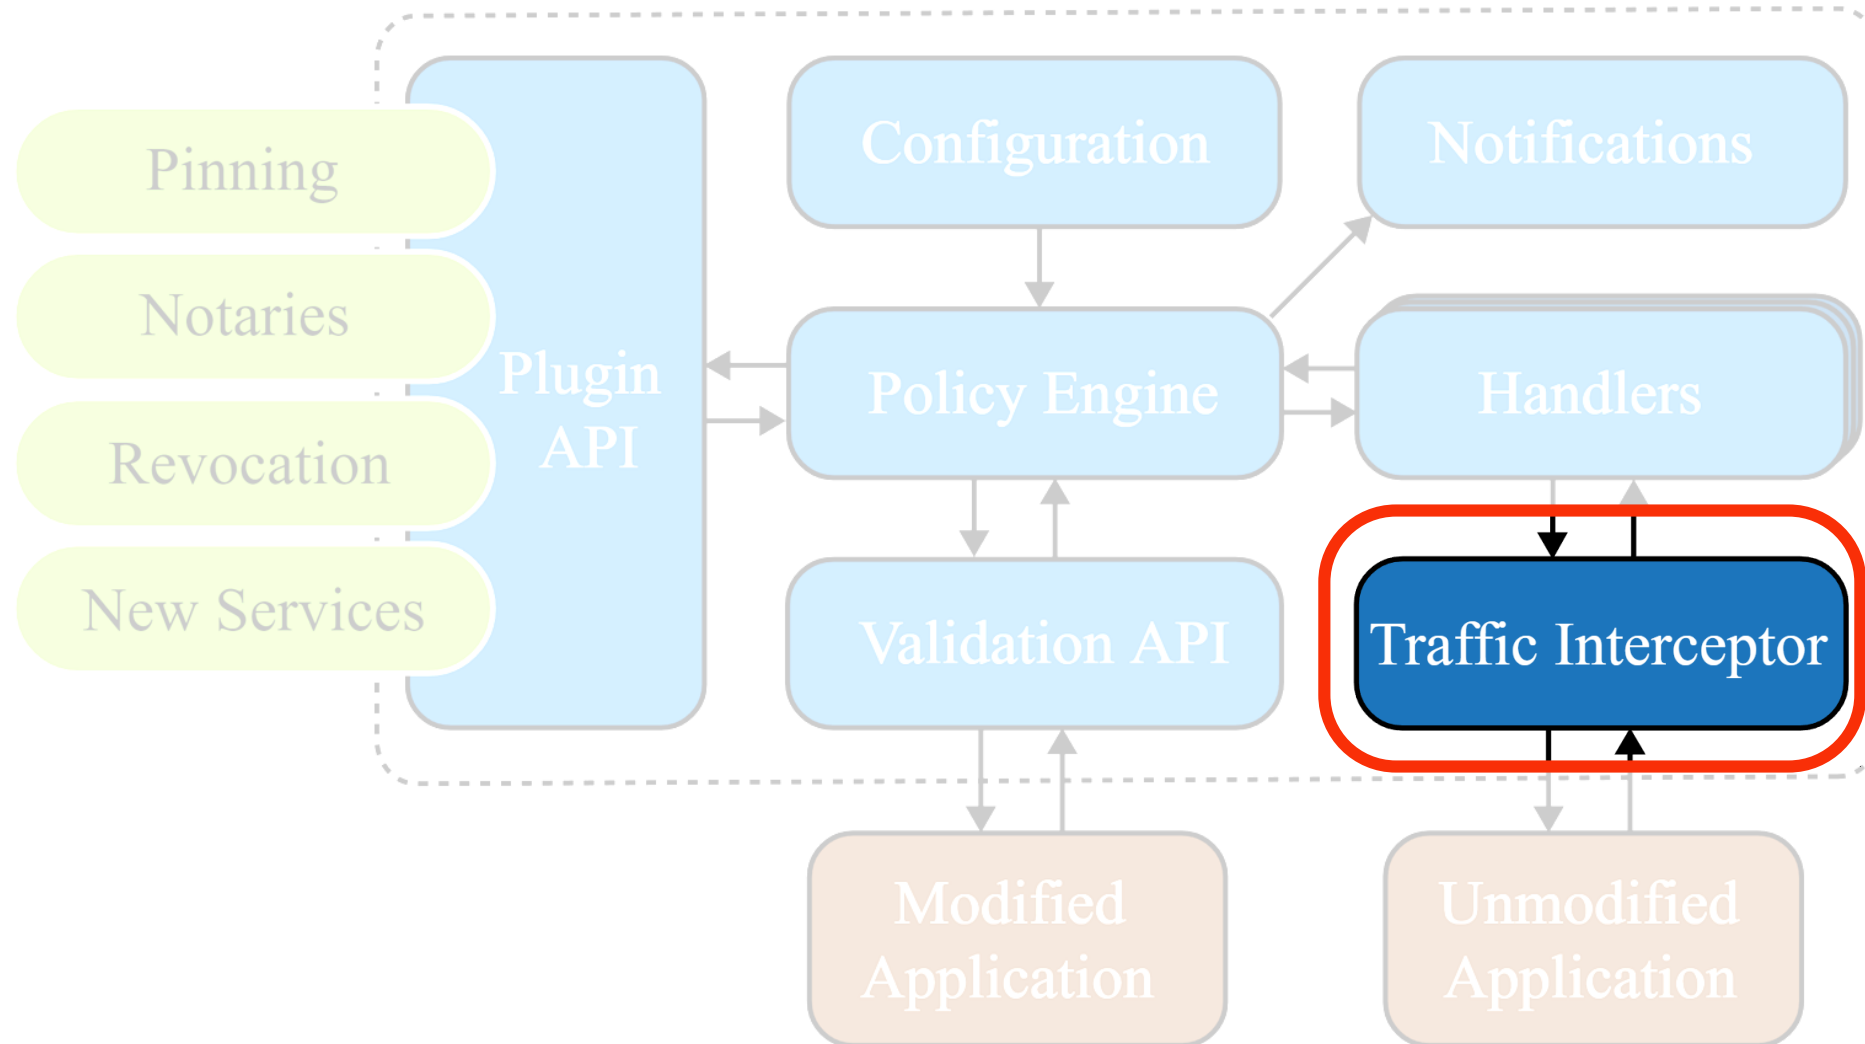 Pinning
Notaries
Revocation
New Services
Plugin
API
Configuration
Notifications
Policy Engine
Handlers
Validation API
Traffic Interceptor
Modified
Application
Unmodified
Application